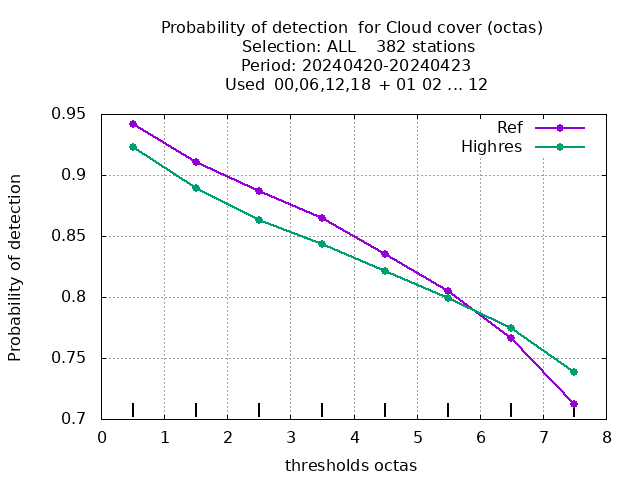 Probability of detection  for Cloud cover (octas)
Selection: ALL    382 stations
Period: 20240420-20240423
Used  00,06,12,18 + 01 02 ... 12
Ref
Highres
0.95
0.9
0.85
0.8
0.75
0.7
Probability of detection
0 1 2 3 4 5 6 7 8
thresholds octas